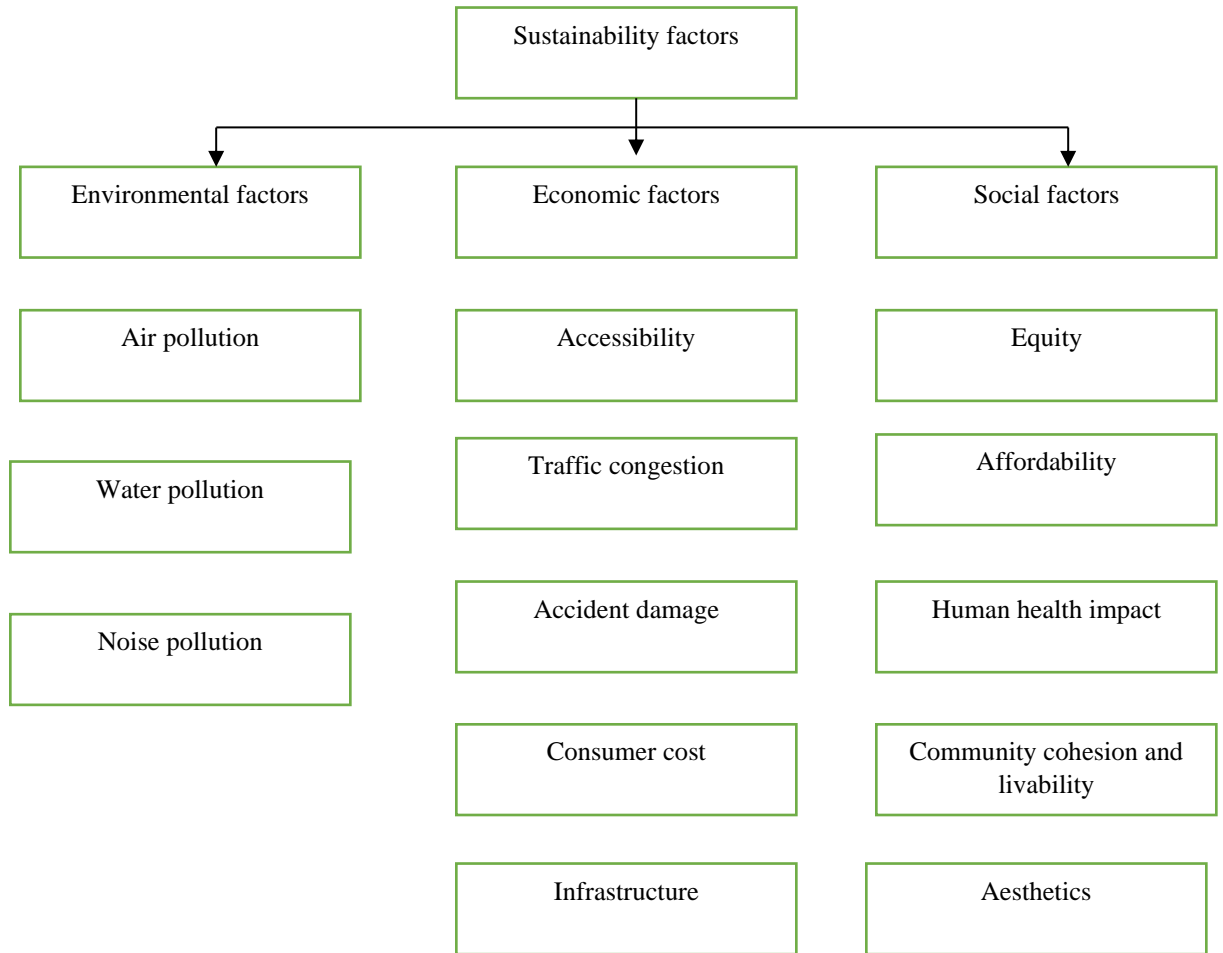 Sustainability factors
Environmental factors
Economic factors
Social factors
Air pollution
Accessibility
Equity
Water pollution
Traffic congestion
Affordability
Noise pollution
Accident damage
Human health impact
Consumer cost
Community cohesion and
livability
Infrastructure
Aesthetics